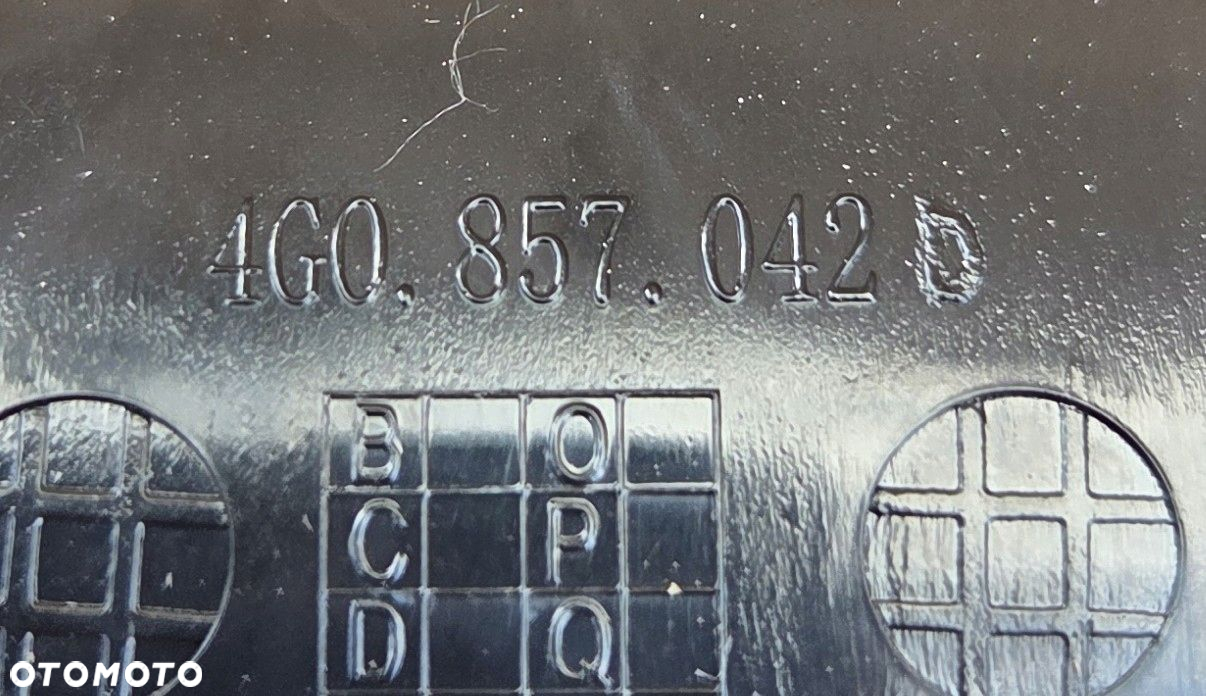 4G0.857.042 D
B O
C P
D Q
OTOMOTO